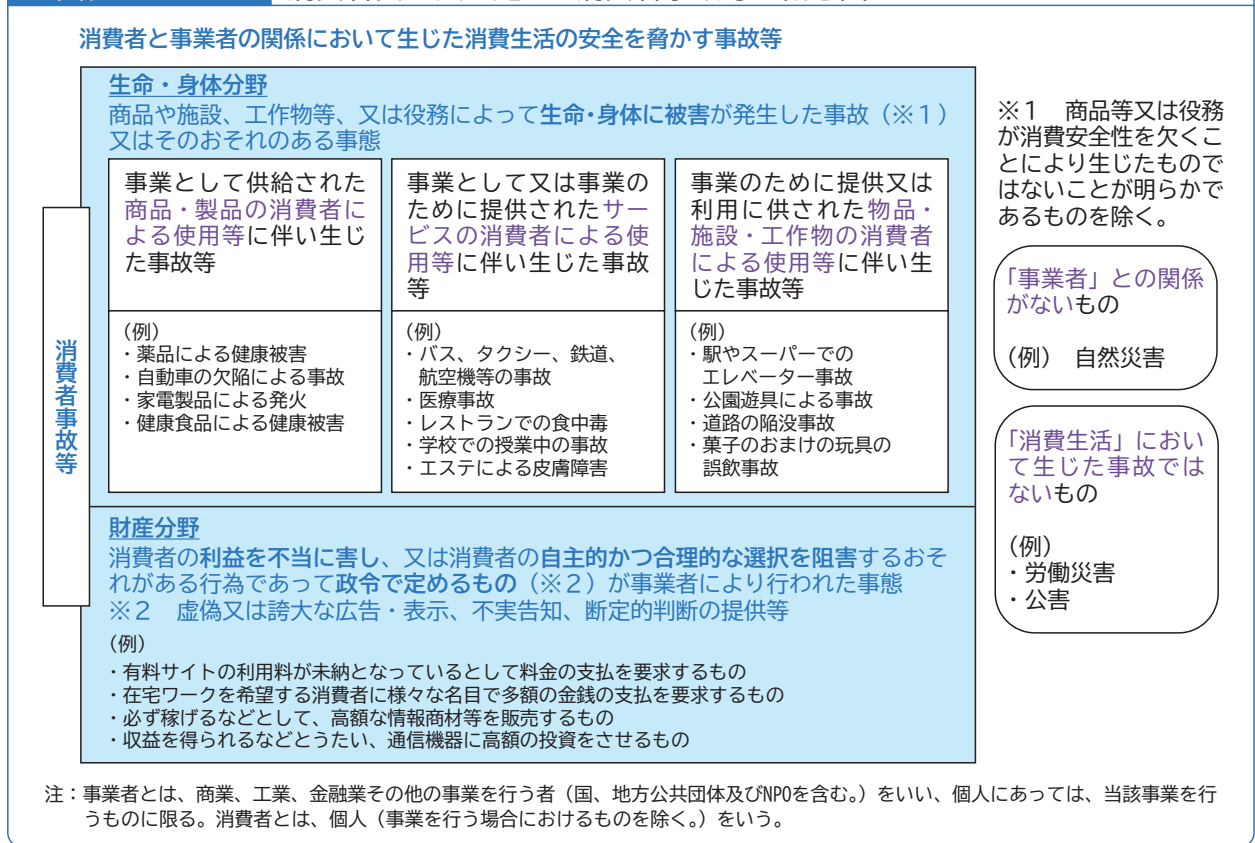 消費者と事業者の関係において生じた消費生活の安全を脅かす事故等
消費者事故等
生命・身体分野
商品や施設、工作物等、又は役務によって生命・身体に被害が発生した事故（※１）
又はそのおそれのある事態
事業として供給された
商品・製品の消費者に
よる使用等に伴い生じ
た事故等
（例）
・薬品による健康被害
・自動車の欠陥による事故
・家電製品による発火
・健康食品による健康被害
事業として又は事業の
ために提供されたサー
ビスの消費者による使
用等に伴い生じた事故
等
（例）
・バス、タクシー、鉄道、
航空機等の事故
・医療事故
・レストランでの食中毒
・学校での授業中の事故
・エステによる皮膚障害
事業のために提供又は
利用に供された物品・
施設・工作物の消費者
による使用等に伴い生
じた事故等
（例）
・駅やスーパーでの
エレベーター事故
・公園遊具による事故
・道路の陥没事故
・菓子のおまけの玩具の
誤飲事故
財産分野
消費者の利益を不当に害し、又は消費者の自主的かつ合理的な選択を阻害するおそ
れがある行為であって政令で定めるもの（※２）が事業者により行われた事態
※２　虚偽又は誇大な広告・表示、不実告知、断定的判断の提供等
（例）
・有料サイトの利用料が未納となっているとして料金の支払を要求するもの
・在宅ワークを希望する消費者に様々な名目で多額の金銭の支払を要求するもの
・必ず稼げるなどとして、高額な情報商材等を販売するもの
・収益を得られるなどとうたい、通信機器に高額の投資をさせるもの
※１　商品等又は役務
が消費安全性を欠くこ
とにより生じたもので
はないことが明らかで
あるものを除く。
「事業者」との関係
がないもの
（例）　自然災害
「消費生活」におい
て生じた事故では
ないもの
（例）
・労働災害
・公害
注：事業者とは、商業、工業、金融業その他の事業を行う者（国、地方公共団体及びNPOを含む。）をいい、個人にあっては、当該事業を行
うものに限る。消費者とは、個人（事業を行う場合におけるものを除く。）をいう。